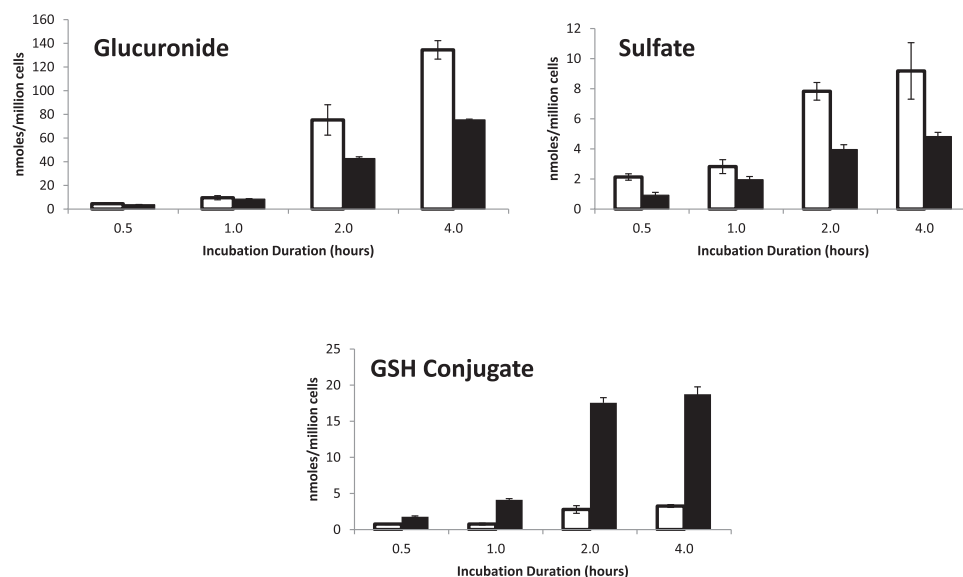 Glucuronide
nmoles/million cells
160
140
120
100
80
60
40
20
0
0.5 1.0 2.0 4.0
Incubation Duration (hours)
Sulfate
nmoles/million cells
12
10
8
6
4
2
0
0.5 1.0 2.0 4.0
Incubation Duration (hours)
GSH Conjugate
nmoles/million cells
25
20
15
10
5
0
0.5 1.0 2.0 4.0
Incubation Duration (hours)